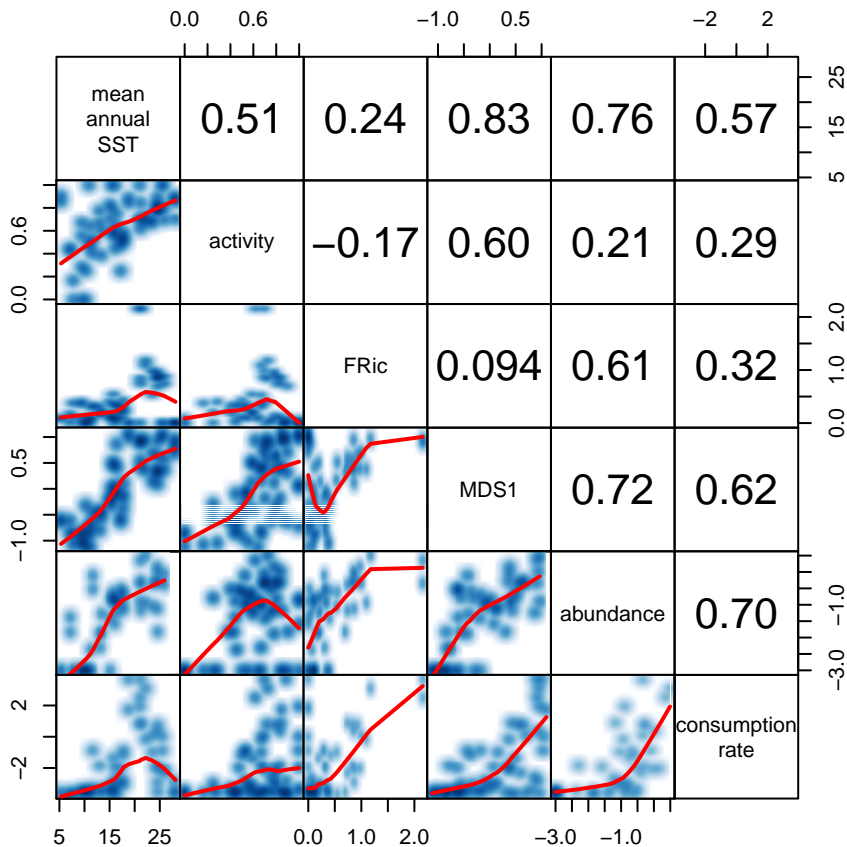 0.0 0.6 −1.0 0.5 −2 2
mean
annual
SST
0.51 0.24 0.83 0.76 0.57
5 15 25
0.0 0.6
activity
−0.17 0.60 0.21 0.29
FRic
0.094 0.61 0.32
0.0 1.0 2.0
−1.0 0.5
MDS1
0.72 0.62
abundance
0.70
−3.0 −1.0
−2 2
consumption
rate
5 15 25 0.0 1.0 2.0 −3.0 −1.0